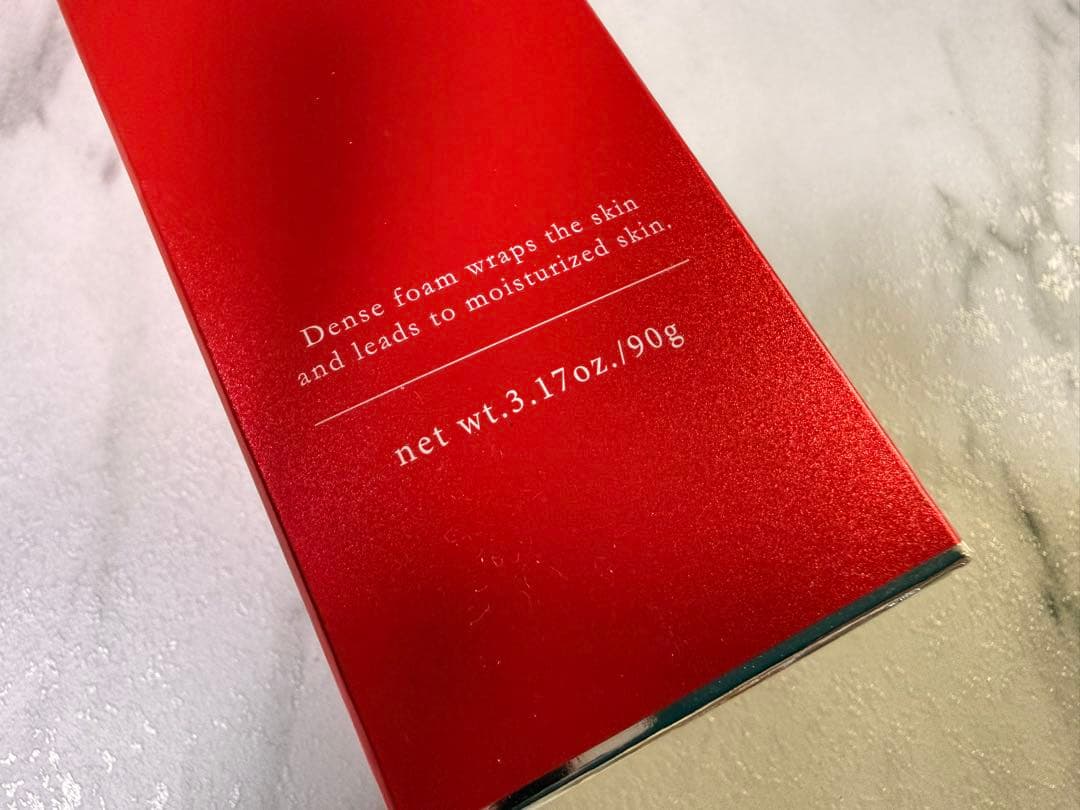 Dense foam wraps the skin
and leads to moisturized skin.
net wt.3.17oz./90g